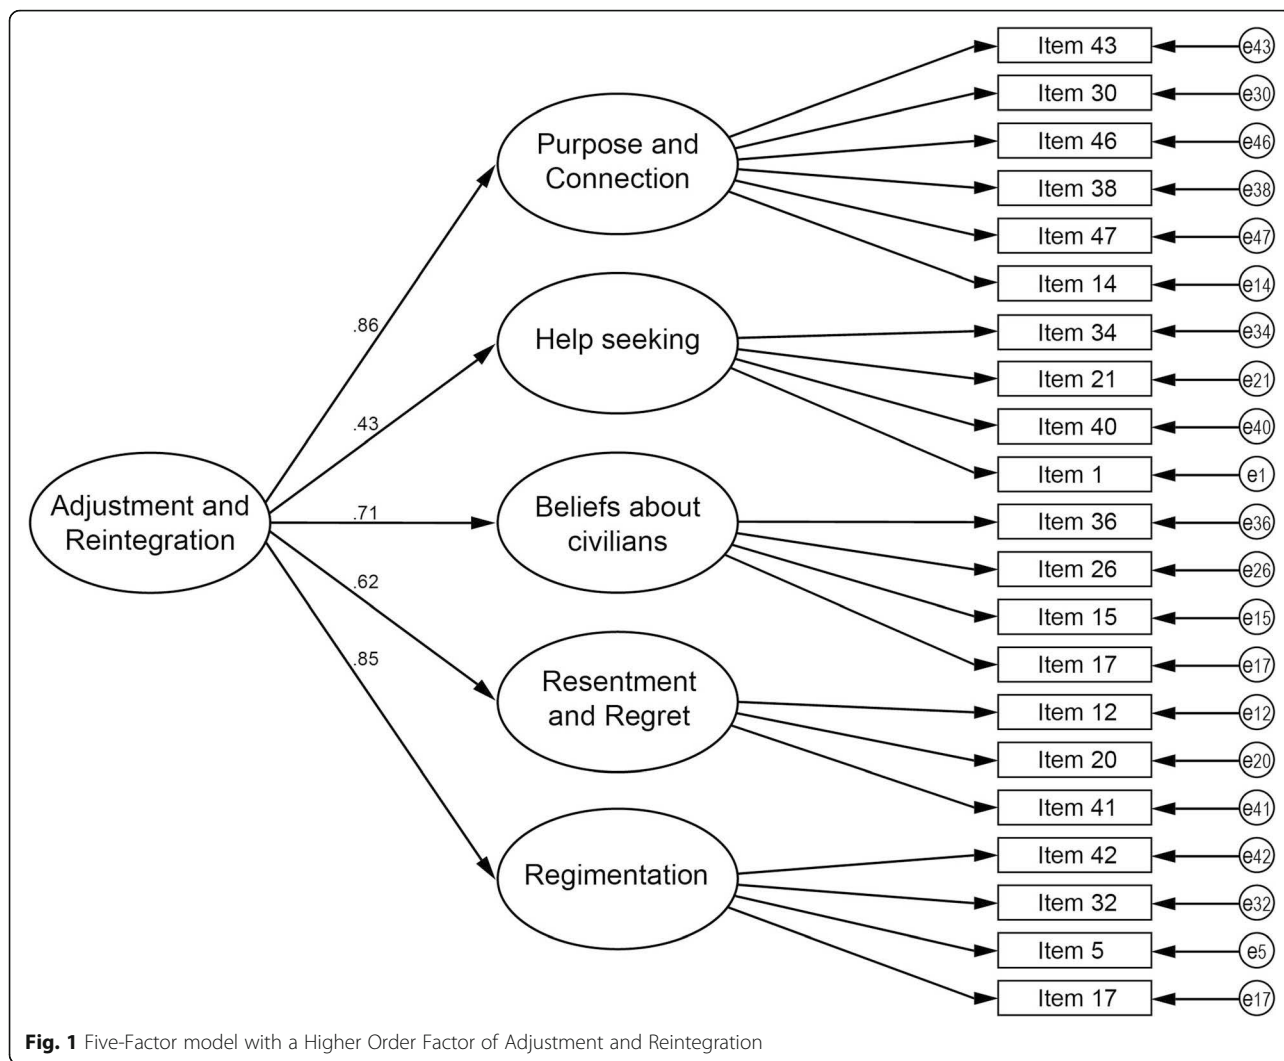 Item 43
e43
Item 30
e30
Purpose and
Connection
Item 46
e46
Item 38
e38
Item 47
e47
Item 14
e14
.86
Help seeking
Item 34
e34
Item 21
e21
.43
Item 40
e40
Item 1
e1
Adjustment and
Reintegration
.71
Beliefs about
civilians
Item 36
e36
Item 26
e26
Item 15
e15
.62
Item 17
e17
.85
Resentment
and Regret
Item 12
e12
Item 20
e20
Item 41
e41
Regimentation
Item 42
e42
Item 32
e32
Item 5
e5
Item 17
e17
Fig. 1 Five-Factor model with a Higher Order Factor of Adjustment and Reintegration